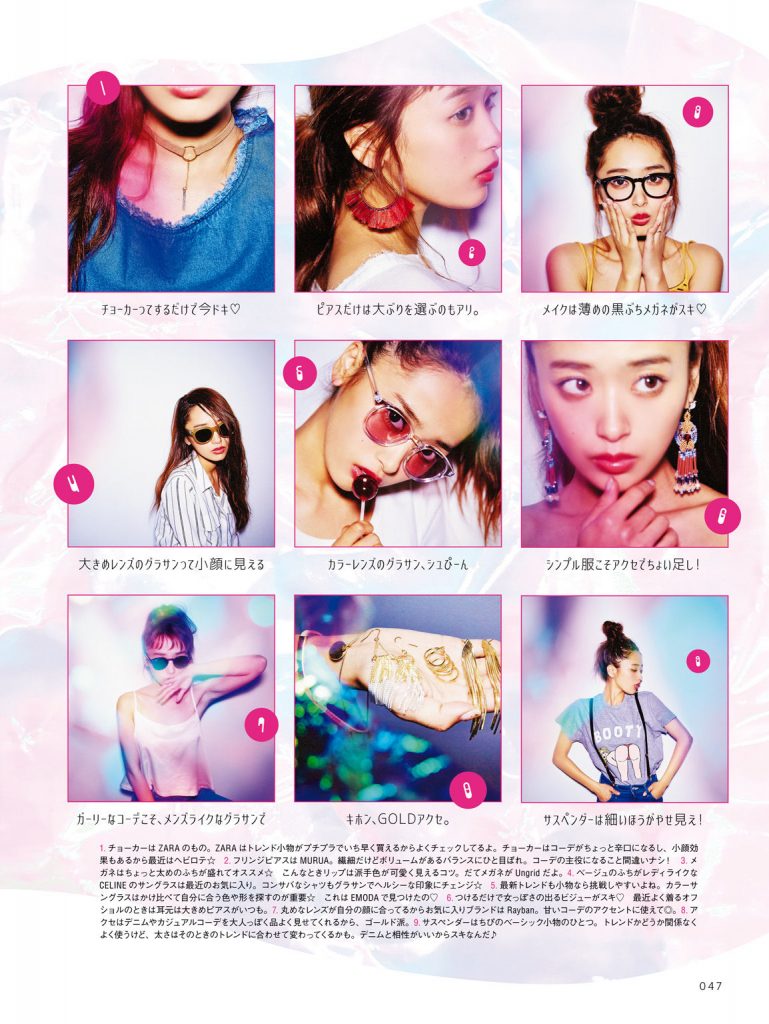 1
2
3
チョーカーってするだけで今ドキ♡
ピアスだけは大ぶりを選ぶのもアリ。
メイクは薄めの黒ぶちメガネがスキ♡
4
5
6
大きめレンズのグラサンって小顔に見える
カラーレンズのグラサン、シュぴーん
シンプル服こそアクセでちょい足し!
7
8
9
BOOTY
ガーリーなコーデこそ、メンズライクなグラサンで
キホン、GOLDアクセ。
サスペンダーは細いほうがやせ見え!
1. チョーカーは ZARA のもの。ZARA はトレンド小物がプチプラでいち早く買えるからよくチェックしてるよ。チョーカーはコーデがちょっと辛口になるし、小顔効
果もあるから最近はヘビロテ☆ 2. フリンジピアスは MURUA。繊細だけどボリュームがあるバランスにひと目ぼれ。コーデの主役になること間違いナシ! 3. メ
ガネはちょっと太めのふちが盛れてオススメ☆ こんなときリップは派手色が可愛く見えるコツ。だてメガネが Ungrid だよ。4. ベージュのふちがレディライクな
CELINE のサングラスは最近のお気に入り。コンサバなシャツもグラサンでヘルシーな印象にチェンジ☆ 5. 最新トレンドも小物なら挑戦しやすいよね。カラーサ
ングラスはかけ比べて自分に合う色や形を探すのが重要☆ これは EMODA で見つけたの♡ 6. つけるだけで女っぽさの出るビジューがスキ♡ 最近よく着るオフ
ショルのときは耳元は大きめピアスがいつも。7. 丸めなレンズが自分の顔に合ってるからお気に入りブランドは Rayban。甘いコーデのアクセントに使えて◎。8. ア
クセはデニムやカジュアルコーデを大人っぽく品よく見せてくれるから、ゴールド派。9. サスペンダーはちぴのベーシック小物のひとつ。トレンドかどうか関係なく
よく使うけど、太さはそのときのトレンドに合わせて変わってくるかも。デニムと相性がいいからスキなんだ♪
047